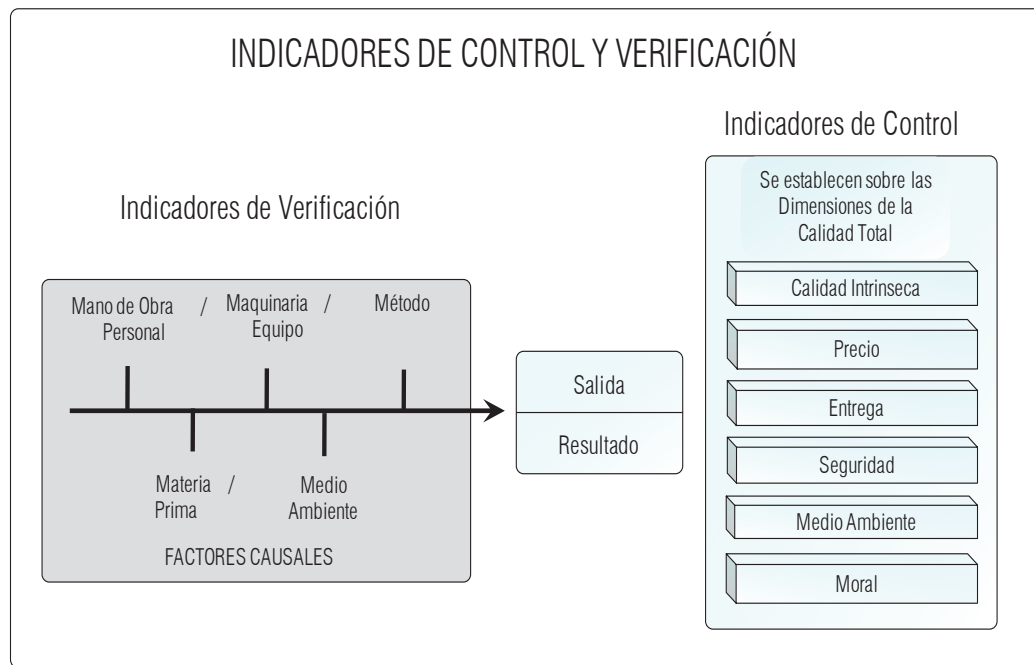 INDICADORES DE CONTROL Y VERIFICACIÓN
Indicadores de Control
Se establecen sobre las
Dimensiones de la
Calidad Total
Calidad Intrinseca
Precio
Entrega
Seguridad
Medio Ambiente
Moral
Indicadores de Verificación
Mano de Obra / Maquinaria / Método
Personal Equipo
Materia / Medio
Prima Ambiente
FACTORES CAUSALES
Salida
Resultado